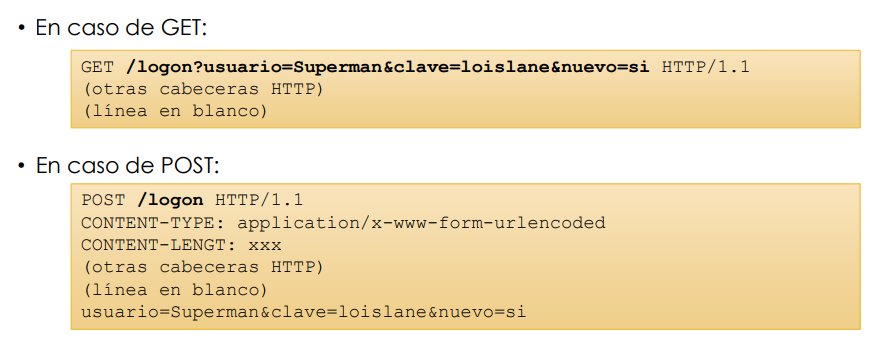 • En caso de GET:
GET /logon?usuario=Superman&clave=loislane&nuevo=si HTTP/1.1
(otras cabeceras HTTP)
(línea en blanco)
• En caso de POST:
POST /logon HTTP/1.1
CONTENT-TYPE: application/x-www-form-urlencoded
CONTENT-LENGT: xxx
(otras cabeceras HTTP)
(línea en blanco)
usuario=Superman&clave=loislane&nuevo=si